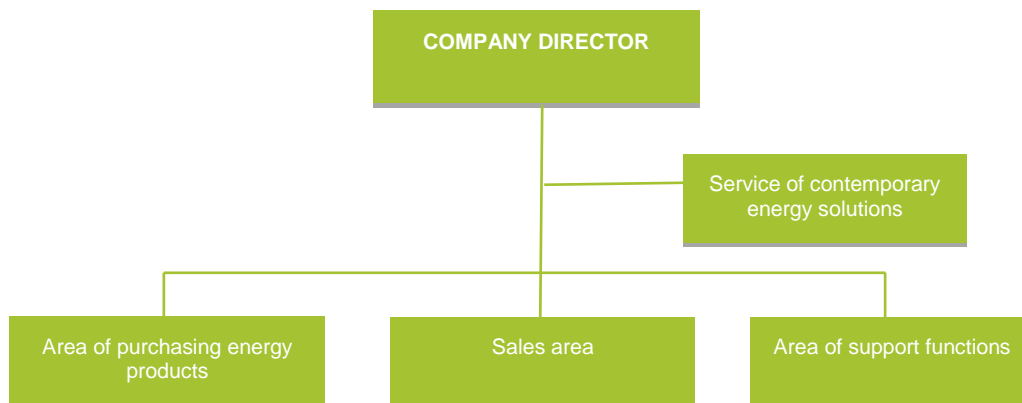 COMPANY DIRECTOR
Service of contemporary
energy solutions
Area of purchasing energy
products
Sales area
Area of support functions